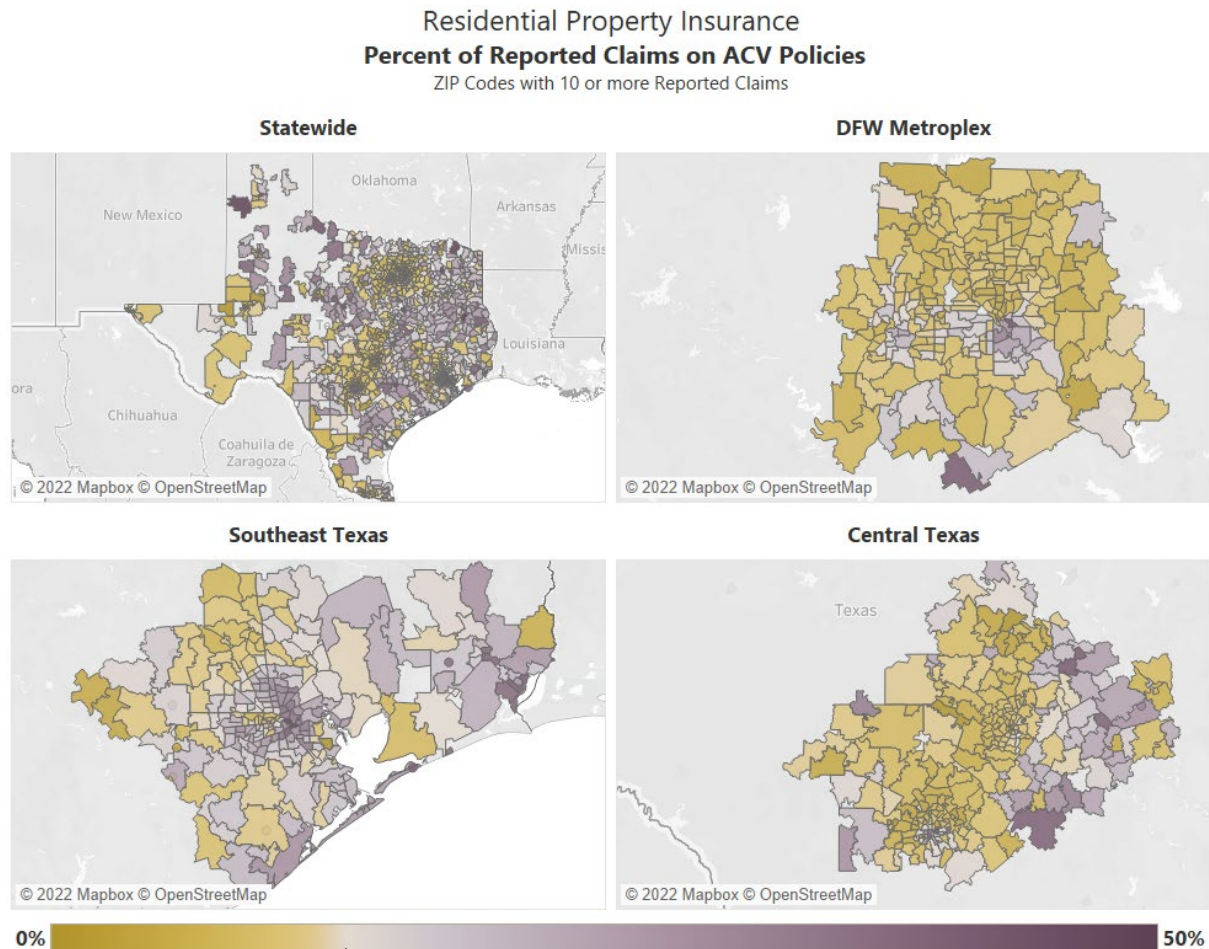 Residential Property Insurance
Percent of Reported Claims on ACV Policies
ZIP Codes with 10 or more Reported Claims
Statewide
Oklahoma
New Mexico
Arkansas
Missis
Louisiana
ora
Chihuahua
Coahuila de
Zaragoza
© 2022 Mapbox © OpenStreetMap
DFW Metroplex
© 2022 Mapbox © OpenStreetMap
Southeast Texas
© 2022 Mapbox © OpenStreetMap
Central Texas
Texas
© 2022 Mapbox © OpenStreetMap
0%
50%